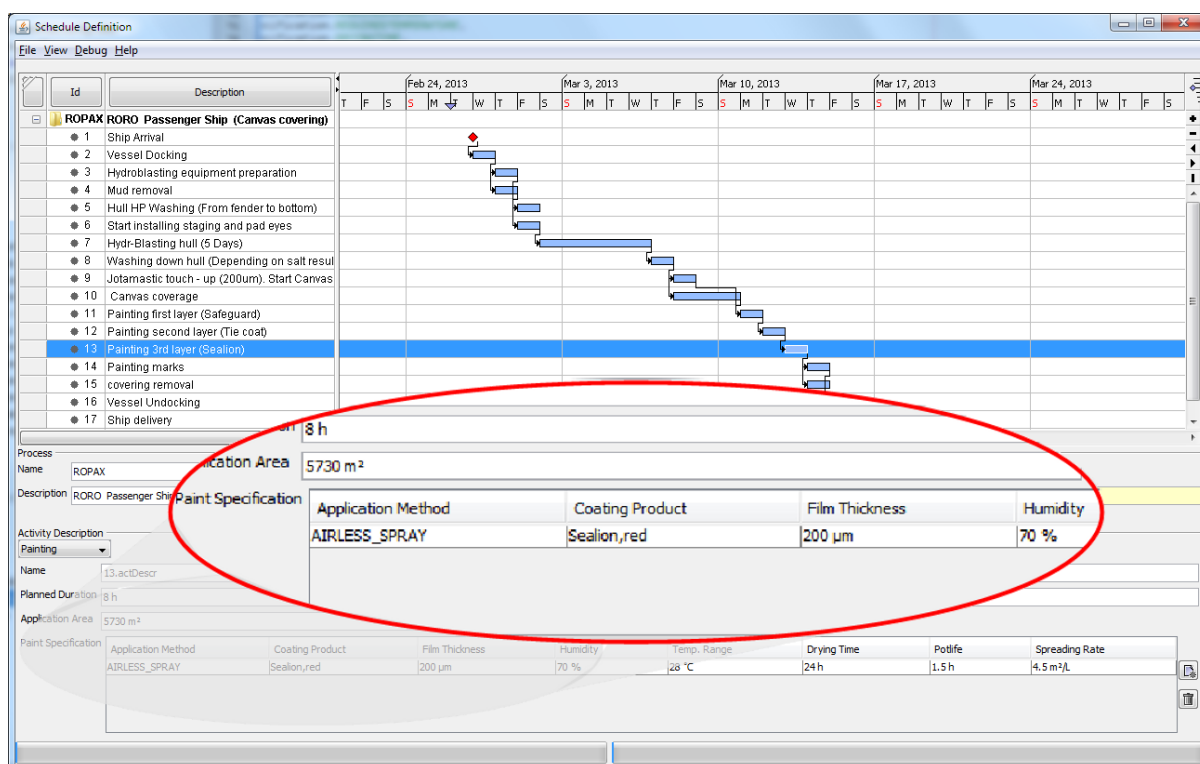 Schedule Definition
File View Debug Help
Id Description
Feb 24, 2013 Mar 3, 2013 Mar 10, 2013 Mar 17, 2013 Mar 24, 2013
T F S S M T W T F S S M T W T F S S M T W T F S S M T W T F S S M T W T F S
ROPAX RORO Passenger Ship (Canvas covering)
1 Ship Arrival
2 Vessel Docking
3 Hydroblasting equipment preparation
4 Mud removal
5 Hull HP Washing (From fender to bottom)
6 Start installing staging and pad eyes
7 Hydr-Blasting hull (5 Days)
8 Washing down hull (Depending on salt resul
9 Jotamastic touch - up (200um). Start Canvas
10 Canvas coverage
11 Painting first layer (Safeguard)
12 Painting second layer (Tie coat)
13 Painting 3rd layer (Sealion)
14 Painting marks
15 covering removal
16 Vessel Undocking
17 Ship delivery
8 h
ication Area 5730 m²
Paint Specification
Application Method Coating Product Film Thickness Humidity
AIRLESS_SPRAY Sealion,red 200 µm 70 %
Process
Name ROPAX
Description RORO Passenger Ship
Activity Description
Painting
Name 13.actDescr
Planned Duration 8 h
Application Area 5730 m²
Paint Specification
Application Method Coating Product Film Thickness Humidity Temp. Range Drying Time Potlife Spreading Rate
AIRLESS_SPRAY Sealion,red 200 µm 70 % 28 °C 24 h 1.5 h 4.5 m²/L